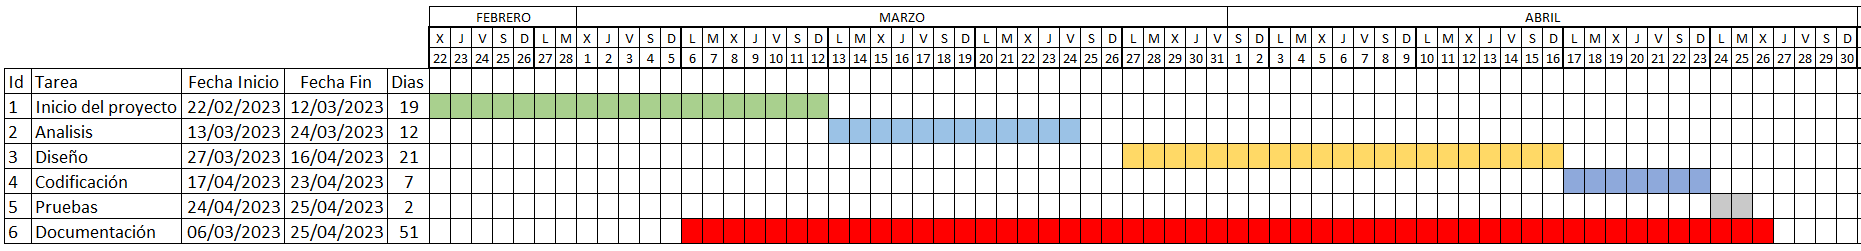 FEBRERO MARZO ABRIL
X J V S D L M X J V S D L M X J V S D L M X J V S D L M X J V S D L M X J V S D L M X J V S D L M X J V S D L M X J V S D L M X J V S D
22 23 24 25 26 27 28 1 2 3 4 5 6 7 8 9 10 11 12 13 14 15 16 17 18 19 20 21 22 23 24 25 26 27 28 29 30 31 1 2 3 4 5 6 7 8 9 10 11 12 13 14 15 16 17 18 19 20 21 22 23 24 25 26 27 28 29 30
Id Tarea Fecha Inicio Fecha Fin Dias
1 Inicio del proyecto 22/02/2023 12/03/2023 19
2 Analisis 13/03/2023 24/03/2023 12
3 Diseño 27/03/2023 16/04/2023 21
4 Codificación 17/04/2023 23/04/2023 7
5 Pruebas 24/04/2023 25/04/2023 2
6 Documentación 06/03/2023 25/04/2023 51